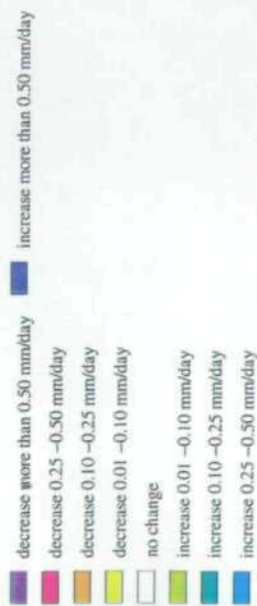 decrease more than 0.50 mm/day
decrease 0.25 –0.50 mm/day
decrease 0.10 –0.25 mm/day
decrease 0.01 –0.10 mm/day
no change
increase 0.01 –0.10 mm/day
increase 0.10 –0.25 mm/day
increase 0.25 –0.50 mm/day
increase more than 0.50 mm/day